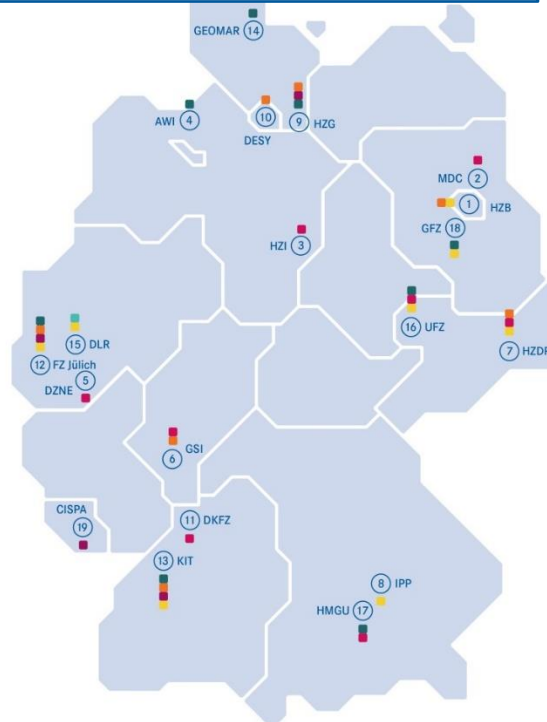 GEOMAR 14
AWI 4
10
DESY
9 HZG
MDC 2
1 HZB
GFZ
18
HZI 3
15 DLR
12 FZ Jülich
5
DZNE
16 UFZ
7 HZDR
GSI
6
CISPA
19
11 DKFZ
13 KIT
8 IPP
HMGU 17